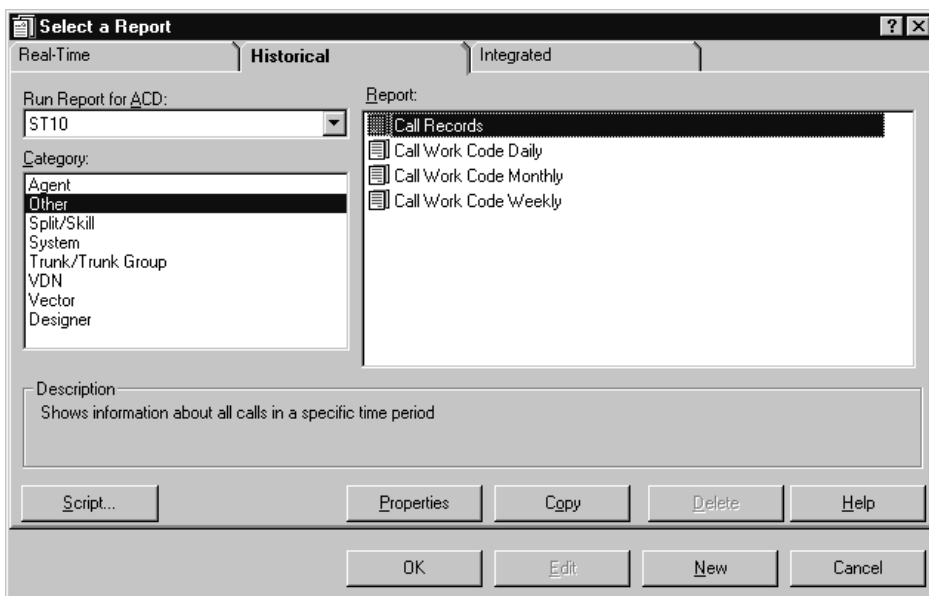 Select a Report
Real-Time
Historical
Integrated
Run Report for ACD:
ST10
Category:
Agent
Other
Split/Skill
System
Trunk/Trunk Group
VDN
Vector
Designer
Report:
Call Records
Call Work Code Daily
Call Work Code Monthly
Call Work Code Weekly
Description
Shows information about all calls in a specific time period
Script...
Properties
Copy
Delete
Help
OK
Edit
New
Cancel